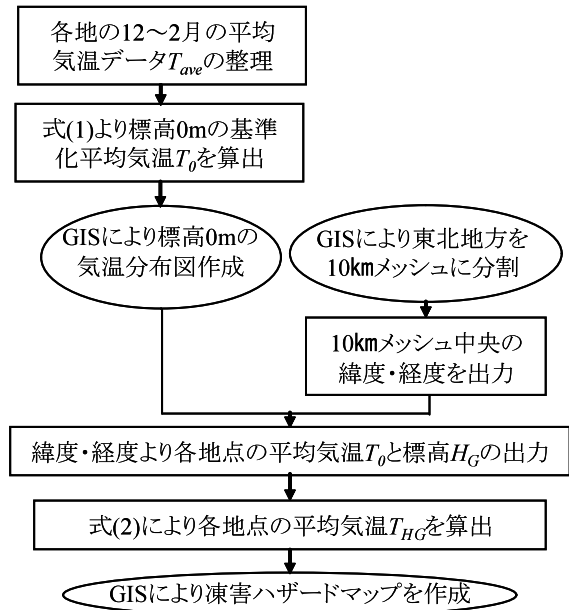 各地の12～2月の平均
気温データTaveの整理
式(1)より標高0mの基準
化平均気温T0を算出
GISにより標高0mの
気温分布図作成
GISにより東北地方を
10㎞メッシュに分割
10㎞メッシュ中央の
緯度・経度を出力
緯度・経度より各地点の平均気温T0と標高HGの出力
式(2)により各地点の平均気温THGを算出
GISにより凍害ハザードマップを作成